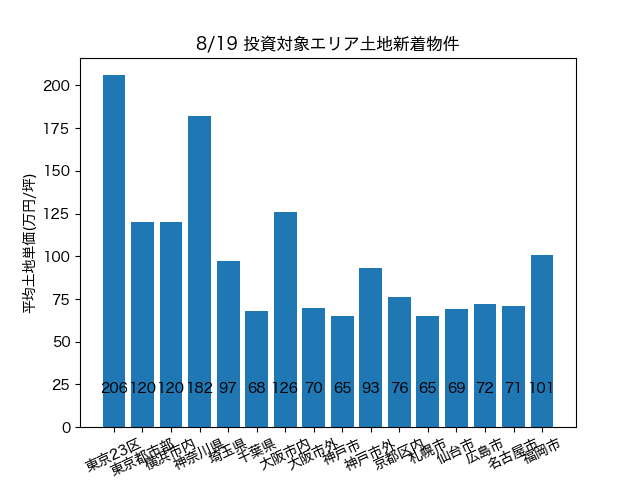 8/19 投資対象エリア土地新着物件
平均土地単価(万円/坪)
200
175
150
125
100
75
50
25
0
206 120 120 182 97 68 126 70 65 93 76 65 69 72 71 101
東京23区 東京都市部 横浜市内 神奈川県 埼玉県 千葉県 大阪市内 大阪市外 神戸市 神戸市外 京都区内 札幌市 仙台市 広島市 名古屋市 福岡市